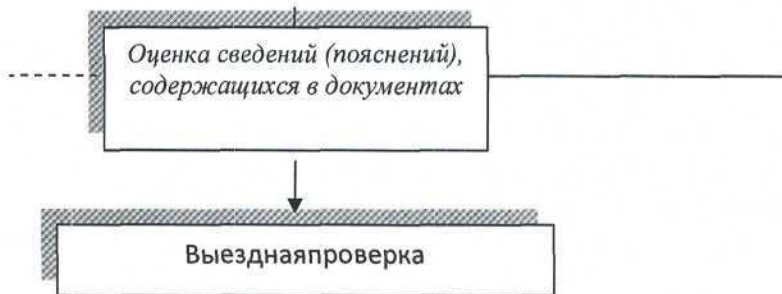 Оценка сведений (пояснений),
содержащихся в документах
Выезднаяпроверка